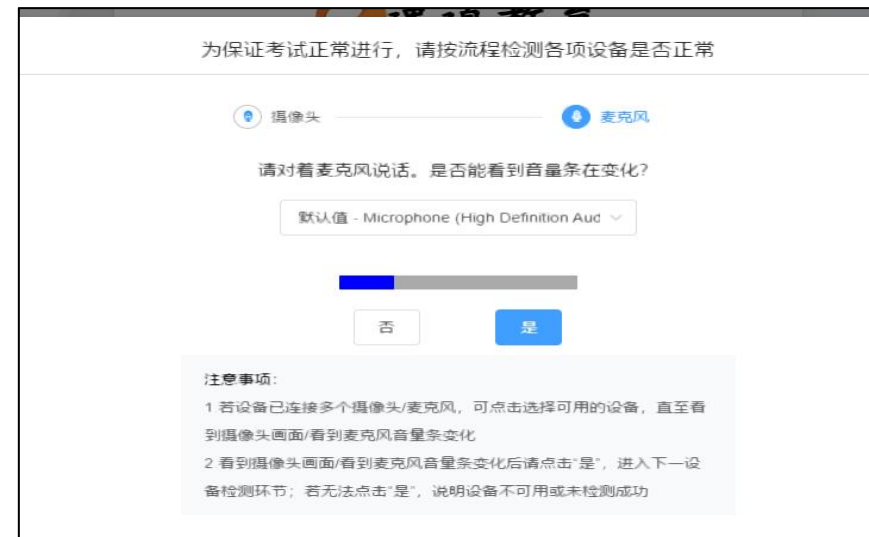 为保证考试正常进行，请按流程检测各项设备是否正常
摄像头
麦克风
请对着麦克风说话。是否能看到音量条在变化？
默认值 - Microphone (High Definition Aud
否
是
注意事项：
1 若设备已连接多个摄像头/麦克风，可点击选择可用的设备，直至看
到摄像头画面/看到麦克风音量条变化
2 看到摄像头画面/看到麦克风音量条变化后请点击“是”，进入下一设
备检测环节；若无法点击“是”，说明设备不可用或未检测成功